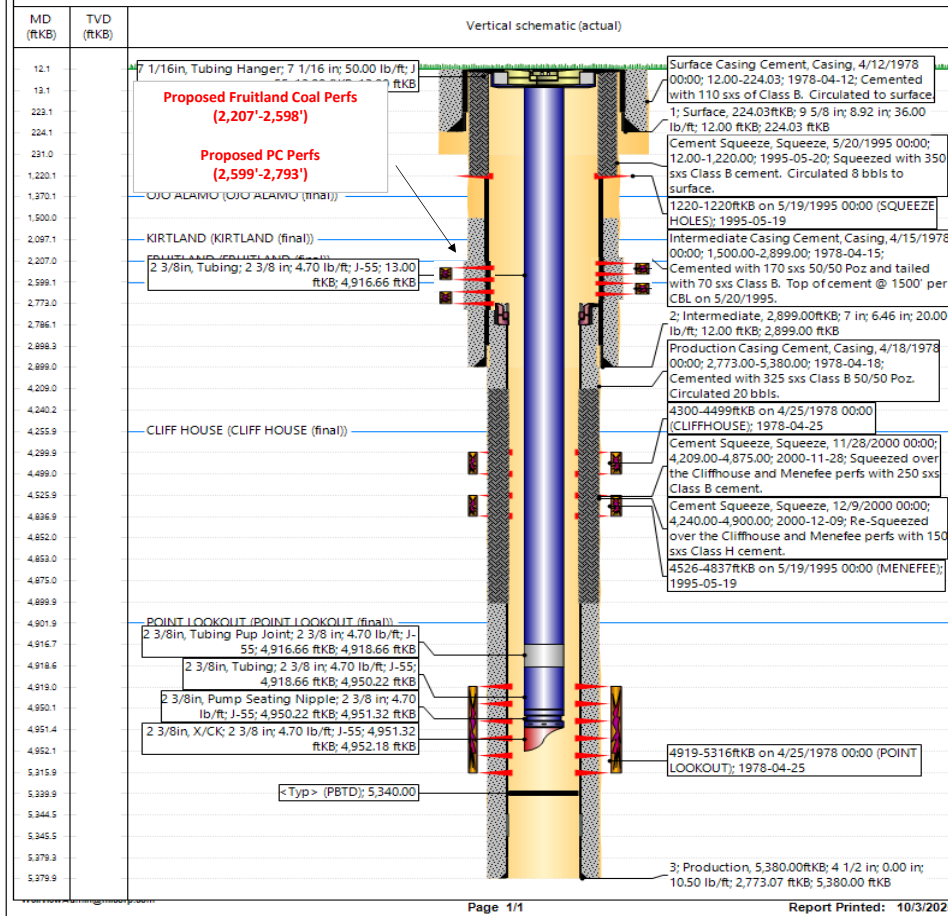 MD
(ftKB)
TVD
(ftKB)
Vertical schematic (actual)
12.1
13.1
223.1
224.1
231.0
1,220.1
1,370.1
1,500.0
2,097.1
2,207.0
2,599.1
2,773.0
2,786.1
2,898.3
2,899.0
4,209.0
4,240.2
4,255.9
4,299.9
4,499.0
4,525.9
4,836.9
4,852.0
4,853.0
4,875.0
4,899.9
4,901.9
4,916.7
4,918.6
4,919.0
4,950.1
4,951.4
4,952.1
5,315.9
5,339.9
5,344.5
5,345.5
5,379.3
5,379.9
7 1/16in, Tubing Hanger; 7 1/16 in; 50.00 lb/ft; J
Proposed Fruitland Coal Perfs
(2,207'-2,598')
Proposed PC Perfs
(2,599'-2,793')
OJO ALAMO (OJO ALAMO (final))
KIRTLAND (KIRTLAND (final))
FRUITLAND (FRUITLAND (final))
2 3/8in, Tubing; 2 3/8 in; 4.70 lb/ft; J-55; 13.00
ftKB; 4,916.66 ftKB
CLIFF HOUSE (CLIFF HOUSE (final))
POINT LOOKOUT (POINT LOOKOUT (final))
2 3/8in, Tubing Pup Joint; 2 3/8 in; 4.70 lb/ft; J-
55; 4,916.66 ftKB; 4,918.66 ftKB
2 3/8in, Tubing; 2 3/8 in; 4.70 lb/ft; J-55;
4,918.66 ftKB; 4,950.22 ftKB
2 3/8in, Pump Seating Nipple; 2 3/8 in; 4.70
lb/ft; J-55; 4,950.22 ftKB; 4,951.32 ftKB
2 3/8in, X/CK; 2 3/8 in; 4.70 lb/ft; J-55; 4,951.32
ftKB; 4,952.18 ftKB
<Typ> (PBTD); 5,340.00
Surface Casing Cement, Casing, 4/12/1978
00:00; 12.00-224.03; 1978-04-12; Cemented
with 110 sxs of Class B. Circulated to surface.
1; Surface, 224.03ftKB; 9 5/8 in; 8.92 in; 36.00
lb/ft; 12.00 ftKB; 224.03 ftKB
Cement Squeeze, Squeeze, 5/20/1995 00:00;
12.00-1,220.00; 1995-05-20; Squeezed with 350
sxs Class B cement. Circulated 8 bbls to
surface.
1220-1220ftKB on 5/19/1995 00:00 (SQUEEZE
HOLES); 1995-05-19
Intermediate Casing Cement, Casing, 4/15/1978
00:00; 1,500.00-2,899.00; 1978-04-15;
Cemented with 170 sxs 50/50 Poz and tailed
with 70 sxs Class B. Top of cement @ 1500' per
CBL on 5/20/1995.
2; Intermediate, 2,899.00ftKB; 7 in; 6.46 in; 20.00
lb/ft; 12.00 ftKB; 2,899.00 ftKB
Production Casing Cement, Casing, 4/18/1978
00:00; 2,773.00-5,380.00; 1978-04-18;
Cemented with 325 sxs Class B 50/50 Poz.
Circulated 20 bbls.
4300-4499ftKB on 4/25/1978 00:00
(CLIFFHOUSE); 1978-04-25
Cement Squeeze, Squeeze, 11/28/2000 00:00;
4,209.00-4,875.00; 2000-11-28; Squeezed over
the Cliffhouse and Menefee perfs with 250 sxs
Class B cement.
Cement Squeeze, Squeeze, 12/9/2000 00:00;
4,240.00-4,900.00; 2000-12-09; Re-Squeezed
over the Cliffhouse and Menefee perfs with 150
sxs Class H cement.
4526-4837ftKB on 5/19/1995 00:00 (MENEFEE);
1995-05-19
4919-5316ftKB on 4/25/1978 00:00 (POINT
LOOKOUT); 1978-04-25
3; Production, 5,380.00ftKB; 4 1/2 in; 0.00 in;
10.50 lb/ft; 2,773.07 ftKB; 5,380.00 ftKB
Page 1/1
Report Printed: 10/3/202